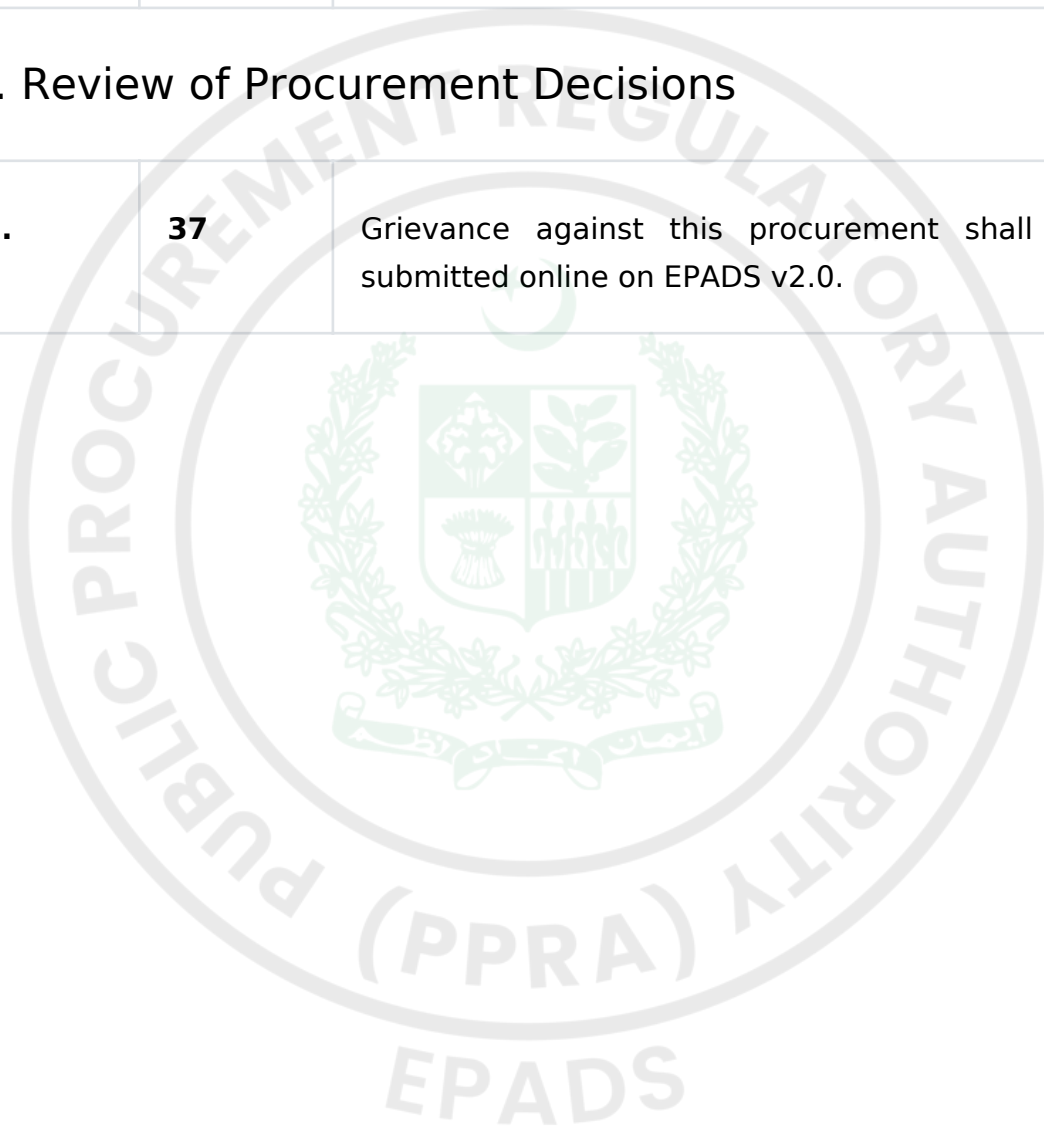 . Review of Procurement Decisions
. 37 Grievance against this procurement shall
submitted online on EPADS v2.0.
PUBLIC PROCUREMENT REGULATORY AUTHORITY
(PPRA)
EPADS